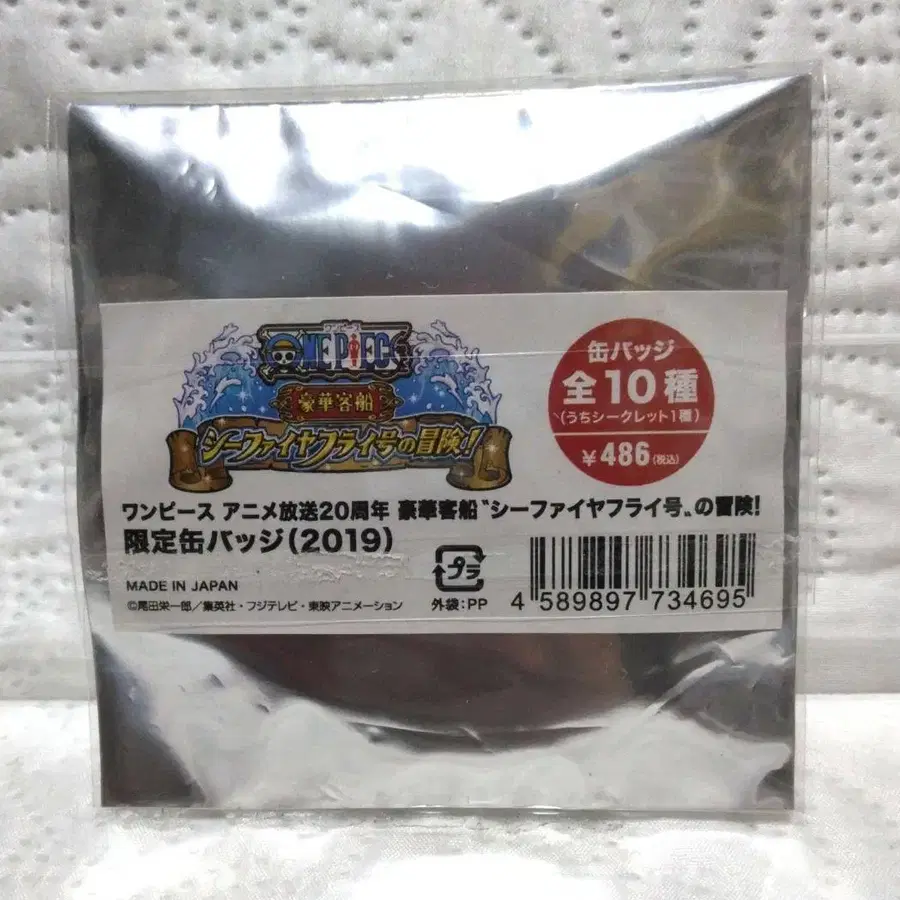 ワンピース
ONE PIECE
豪華客船
シーファイヤフライ号の冒険!
缶バッジ
全10種
(うちシークレット1種)
¥486(税込)
ワンピース アニメ放送20周年 豪華客船〝シーファイヤフライ号〟の冒険!
限定缶バッジ(2019)
MADE IN JAPAN
©尾田栄一郎/集英社・フジテレビ・東映アニメーション
プラ
外袋:PP
4 589897 734695